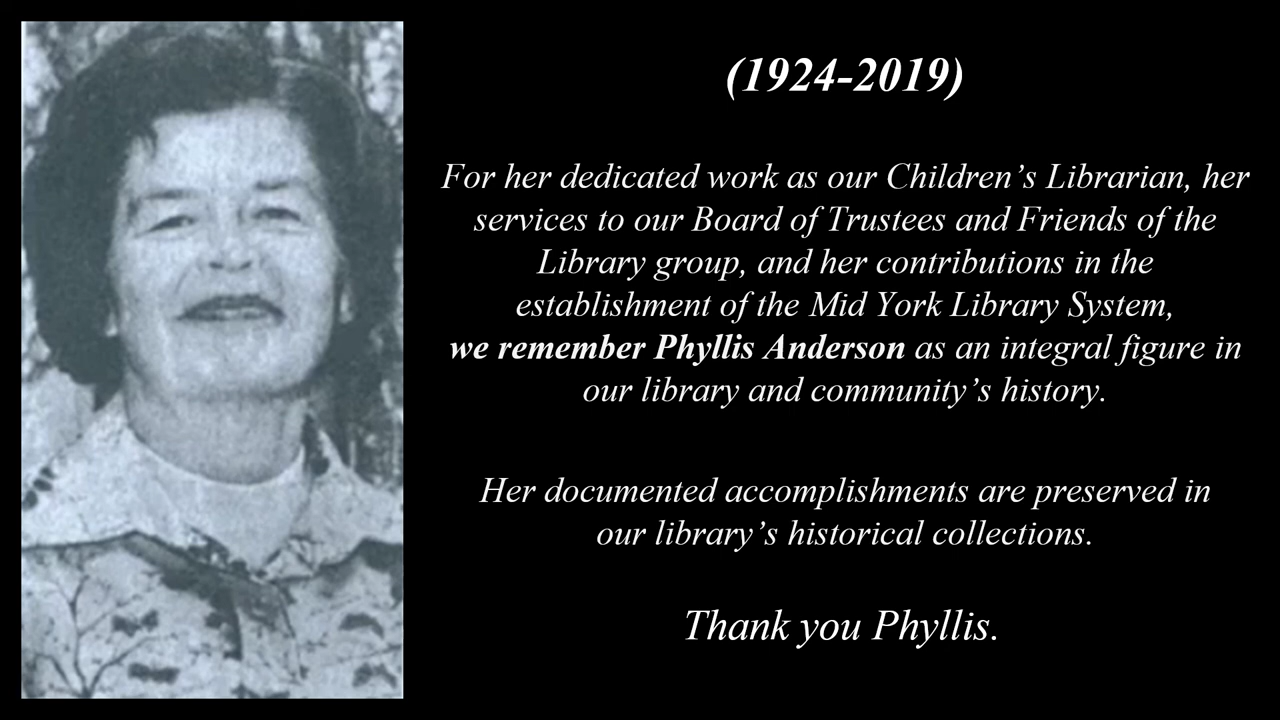 (1924-2019)
For her dedicated work as our Children’s Librarian, her
services to our Board of Trustees and Friends of the
Library group, and her contributions in the
establishment of the Mid York Library System,
we remember Phyllis Anderson as an integral figure in
our library and community’s history.
Her documented accomplishments are preserved in
our library’s historical collections.
Thank you Phyllis.